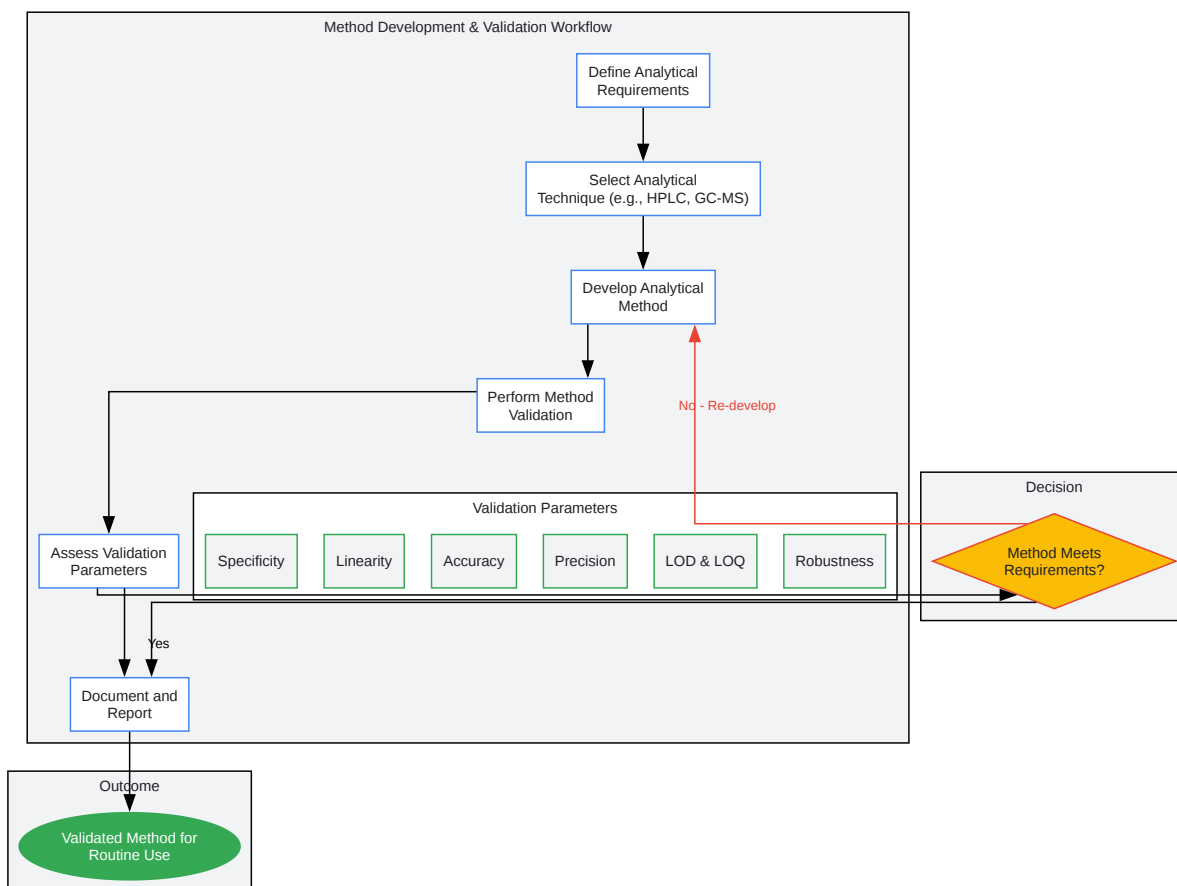 Method Development & Validation Workflow
Define Analytical
Requirements
Select Analytical
Technique (e.g., HPLC, GC-MS)
Develop Analytical
Method
Perform Method
Validation
No - Re-develop
Validation Parameters
Decision
Assess Validation
Parameters
Specificity
Linearity
Accuracy
Precision
LOD & LOQ
Robustness
Method Meets
Requirements?
Yes
Document and
Report
Outcome
Validated Method for
Routine Use